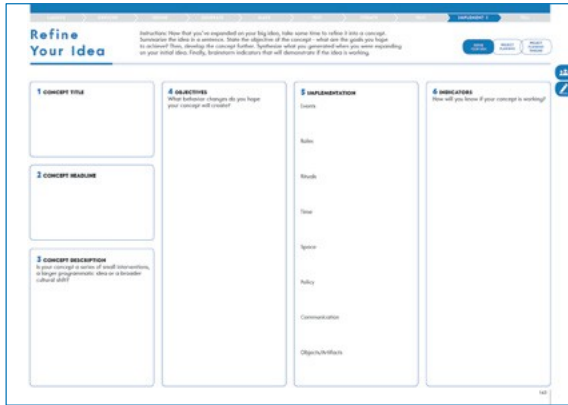 IMPLEMENT
Refine
Your Idea
Instructions: Now that you've expanded on your big idea, take some time to refine it into a concept.
Summarize the idea in a sentence. State the objective of the concept - what are the goals you hope
to achieve? Then, develop the concept further. Synthesize what you generated when you were expanding
on your initial idea. Finally, brainstorm indicators that will demonstrate if the idea is working.
1 CONCEPT TITLE
2 CONCEPT HEADLINE
3 CONCEPT DESCRIPTION
Is your concept a series of small interventions,
a larger programmatic idea or a broader
cultural shift?
4 OBJECTIVES
What behavior changes do you hope
your concept will create?
5 IMPLEMENTATION
Events
Roles
Rituals
Time
Space
Policy
Communication
Objects/Artifacts
6 INDICATORS
How will you know if your concept is working?